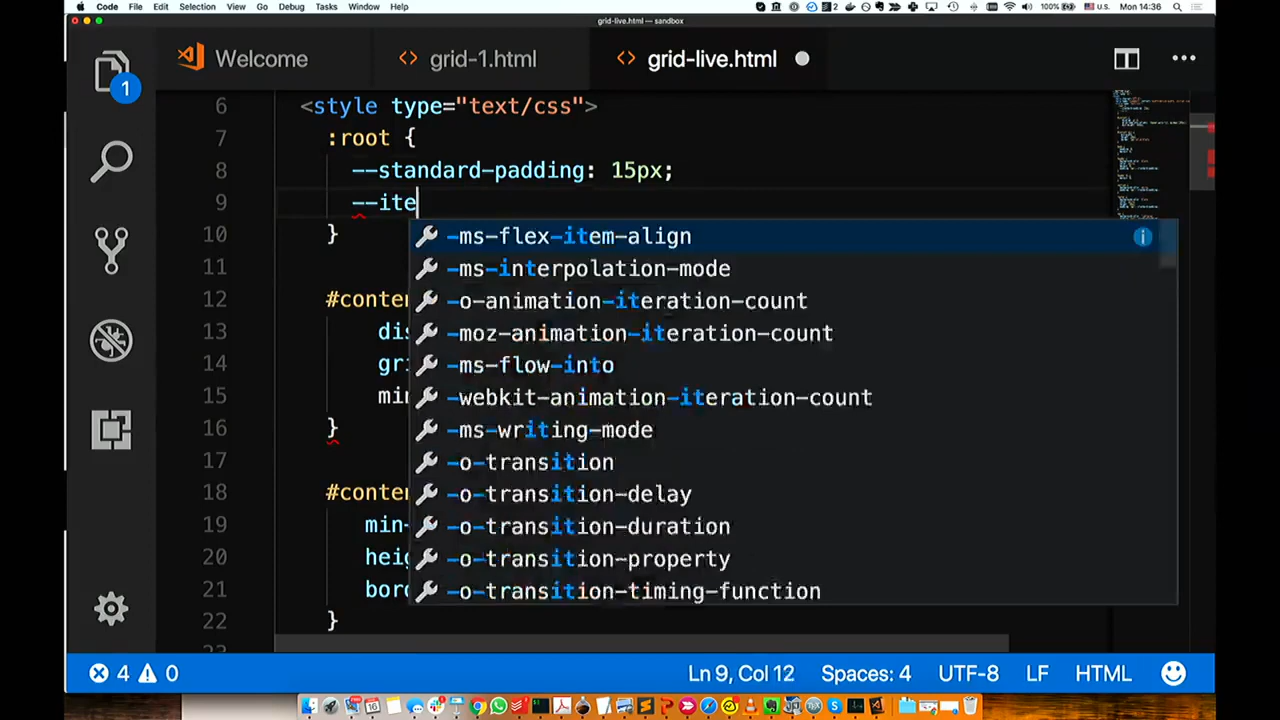 Code File Edit Selection View Go Debug Tasks Window Help 100% U.S. Mon 14:36
grid-live.html — sandbox
1
Welcome
grid-1.html
grid-live.html
6 <style type="text/css">
7 :root {
8 --standard-padding: 15px;
9 --ite
10 }
-ms-flex-item-align
11
-ms-interpolation-mode
12 #conten
-o-animation-iteration-count
13 dis
-moz-animation-iteration-count
14 gri
-ms-flow-into
15 min
-webkit-animation-iteration-count
16 }
-ms-writing-mode
17
-o-transition
18 #conten
-o-transition-delay
19 min-
-o-transition-duration
20 heig
-o-transition-property
21 bord
-o-transition-timing-function
22 }
4 0 Ln 9, Col 12 Spaces: 4 UTF-8 LF HTML